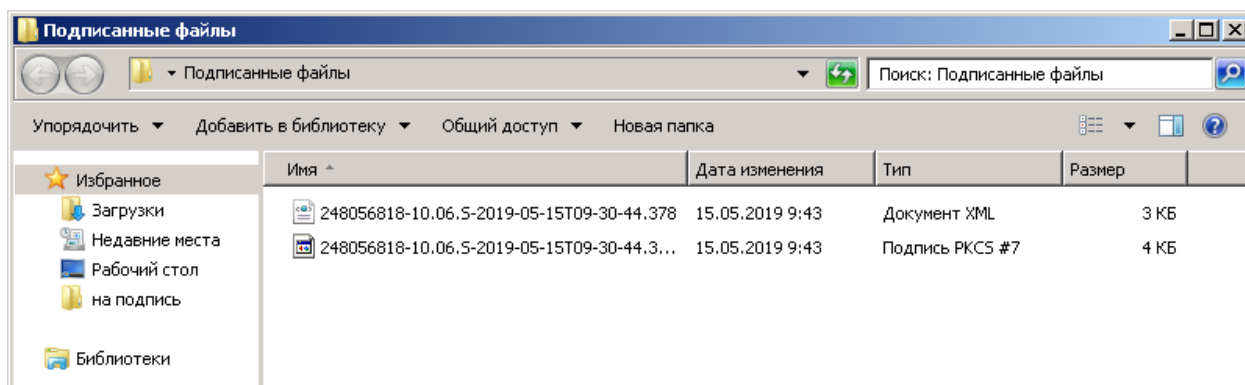 Подписанные файлы
Подписанные файлы
Поиск: Подписанные файлы
Упорядочить Добавить в библиотеку Общий доступ Новая папка
Избранное
Загрузки
Недавние места
Рабочий стол
на подпись
Библиотеки
Имя Дата изменения Тип Размер
248056818-10.06.S-2019-05-15T09-30-44.378 15.05.2019 9:43 Документ XML 3 КБ
248056818-10.06.S-2019-05-15T09-30-44.3... 15.05.2019 9:43 Подпись PKCS #7 4 КБ